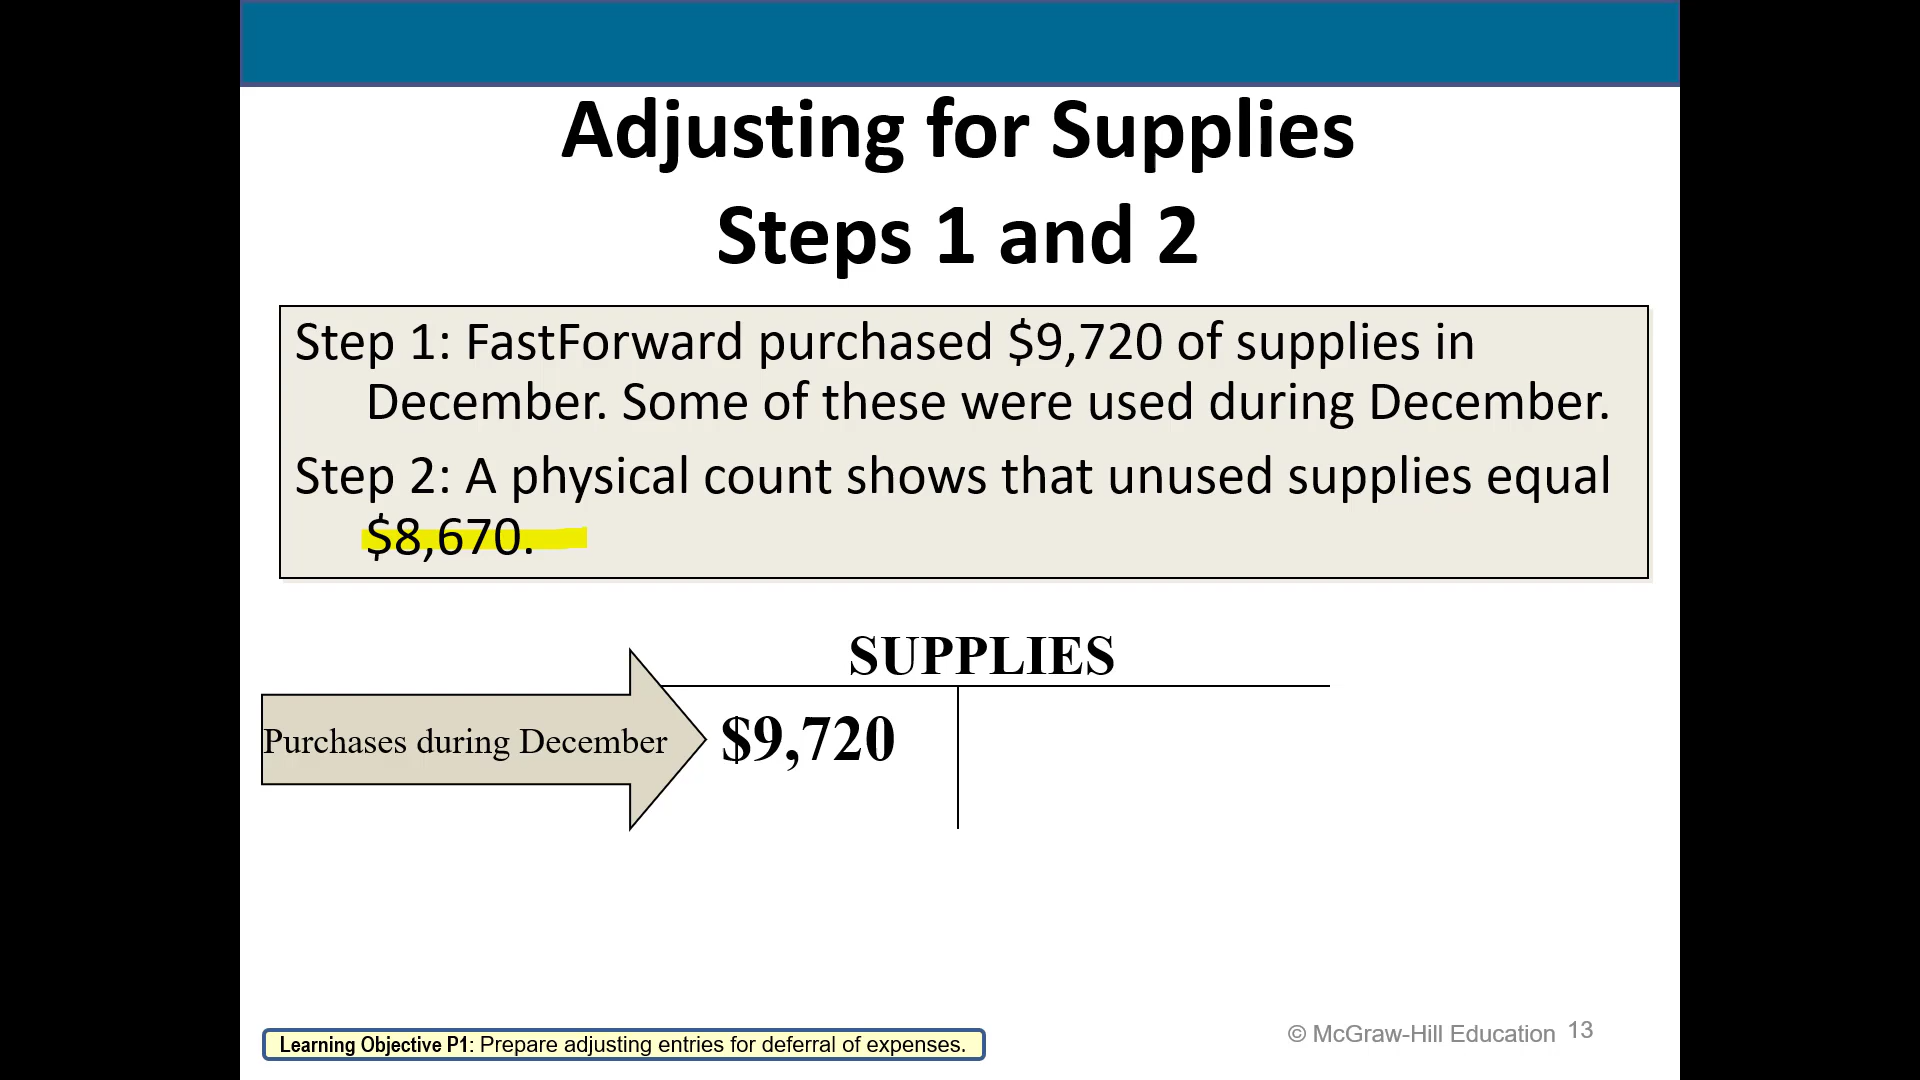 Adjusting for Supplies
Steps 1 and 2
Step 1: FastForward purchased $9,720 of supplies in
December. Some of these were used during December.
Step 2: A physical count shows that unused supplies equal
$8,670.
SUPPLIES
Purchases during December
$9,720
Learning Objective P1: Prepare adjusting entries for deferral of expenses.
© McGraw-Hill Education 13